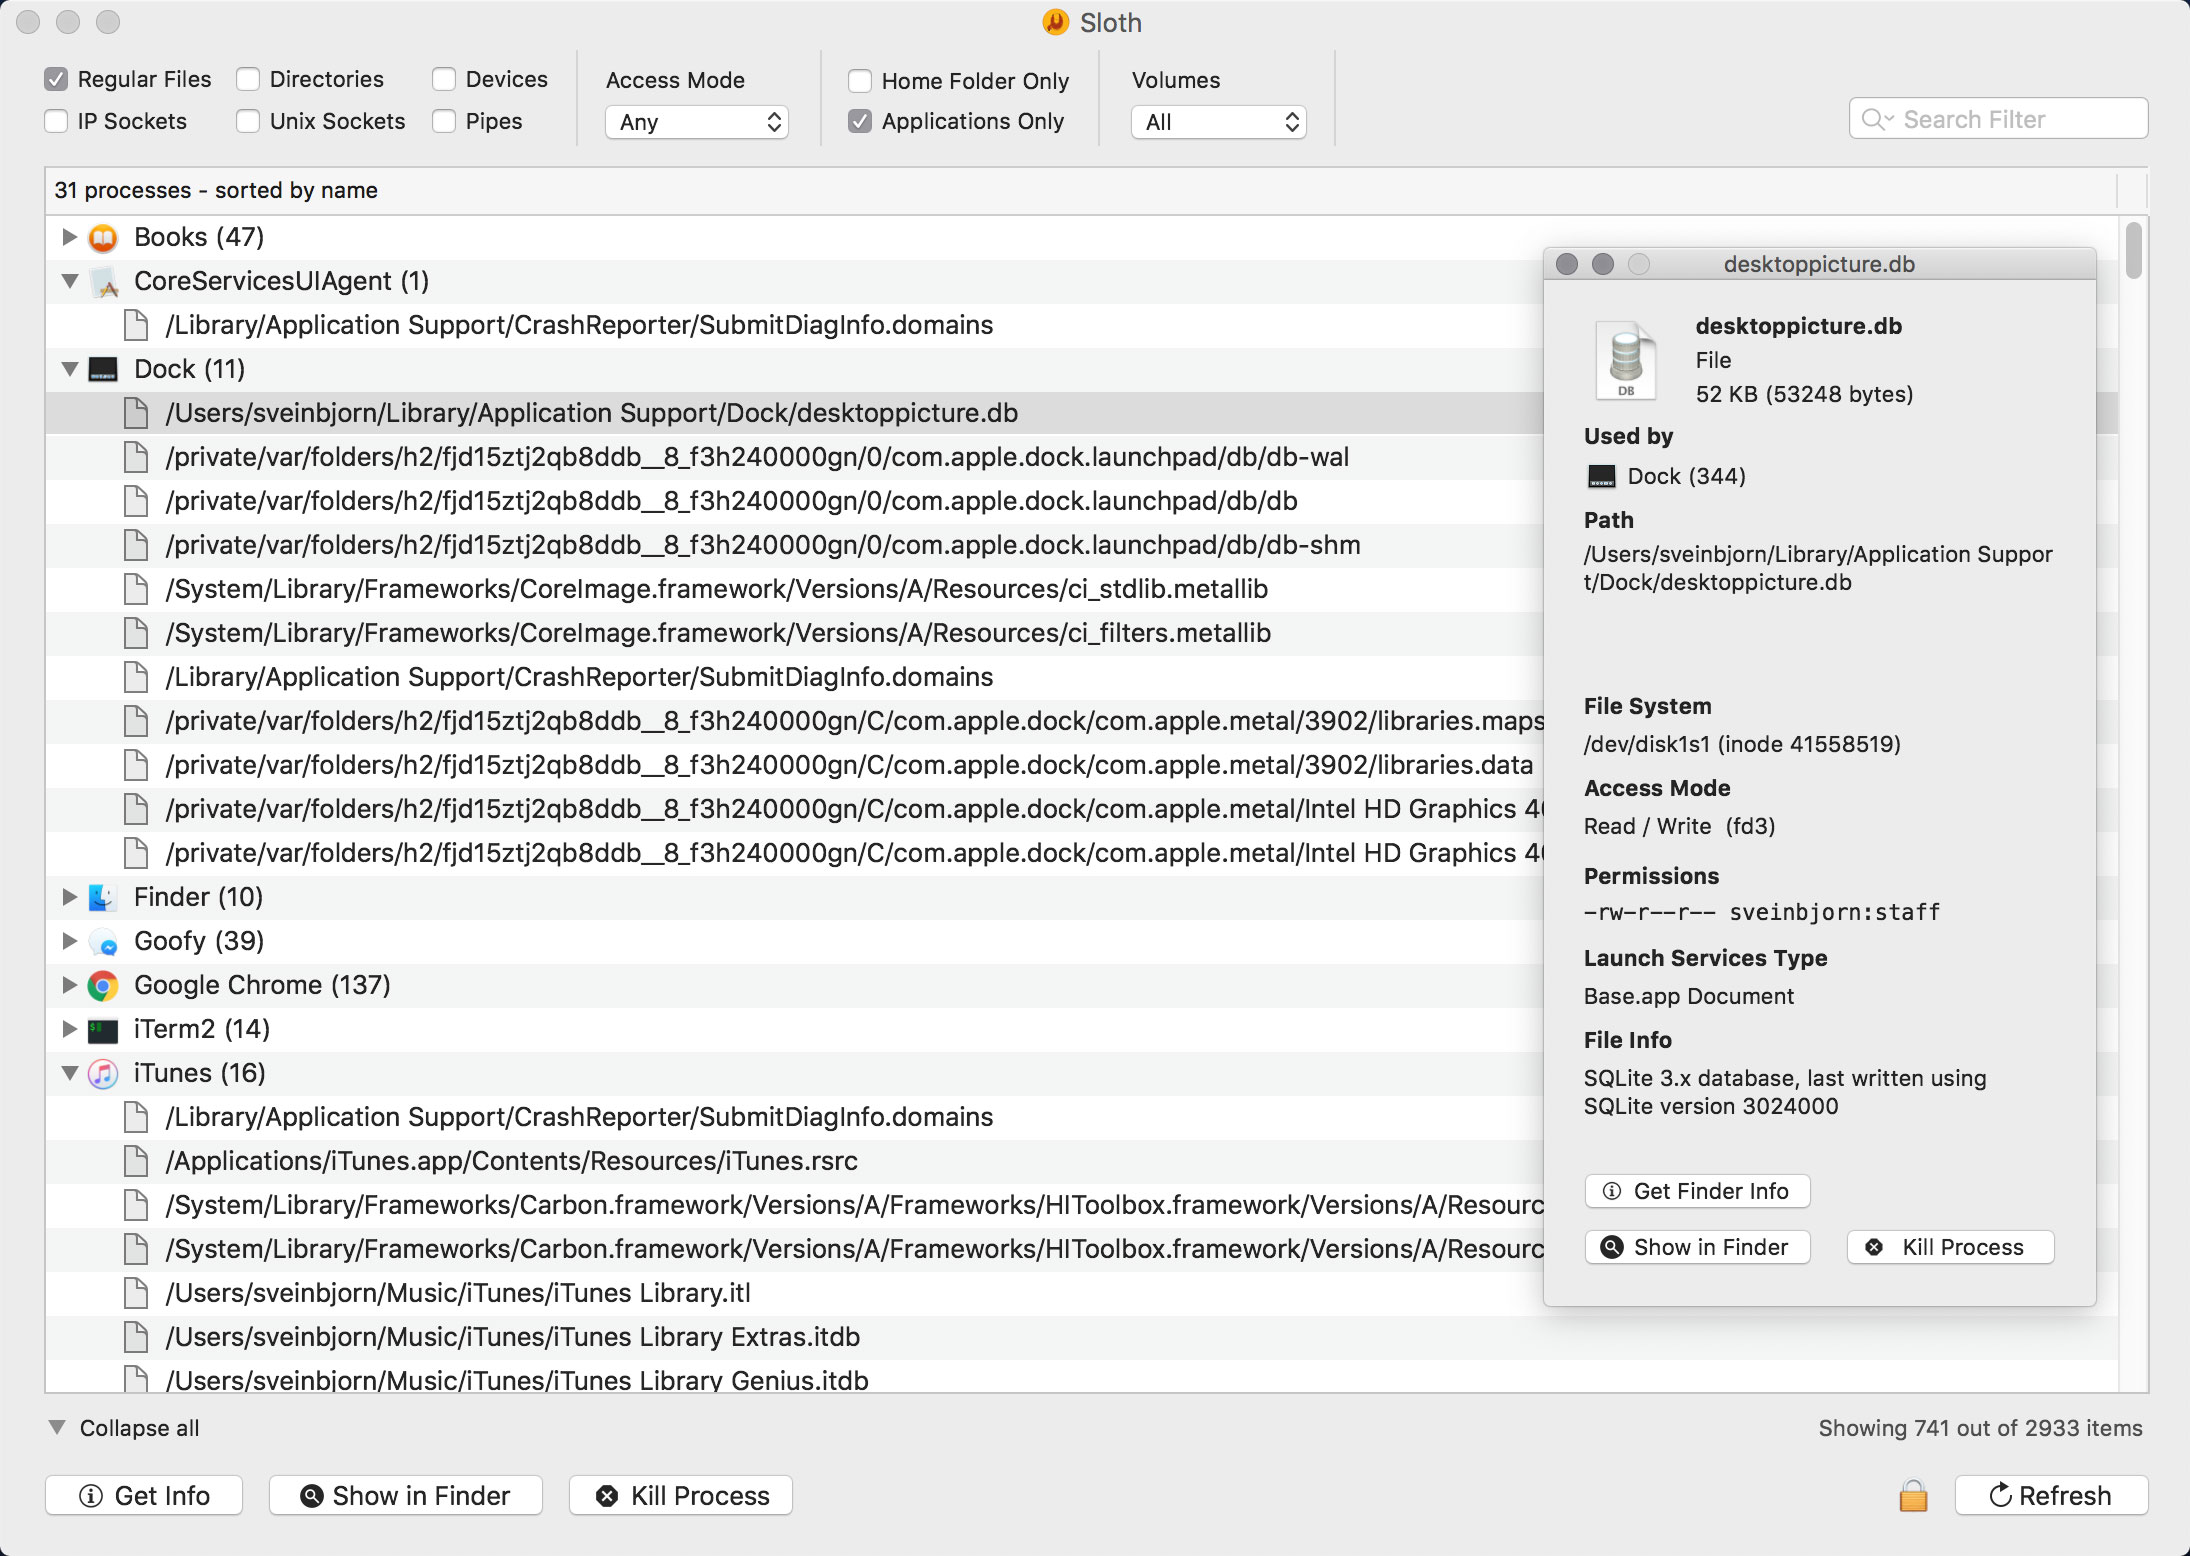 Sloth
Regular Files
Directories
Devices
IP Sockets
Unix Sockets
Pipes
Access Mode
Any
Home Folder Only
Applications Only
Volumes
All
Search Filter
31 processes - sorted by name
Books (47)
CoreServicesUIAgent (1)
/Library/Application Support/CrashReporter/SubmitDiagInfo.domains
Dock (11)
/Users/sveinbjorn/Library/Application Support/Dock/desktoppicture.db
/private/var/folders/h2/fjd15ztj2qb8ddb__8_f3h240000gn/0/com.apple.dock.launchpad/db/db-wal
/private/var/folders/h2/fjd15ztj2qb8ddb__8_f3h240000gn/0/com.apple.dock.launchpad/db/db
/private/var/folders/h2/fjd15ztj2qb8ddb__8_f3h240000gn/0/com.apple.dock.launchpad/db/db-shm
/System/Library/Frameworks/CoreImage.framework/Versions/A/Resources/ci_stdlib.metallib
/System/Library/Frameworks/CoreImage.framework/Versions/A/Resources/ci_filters.metallib
/Library/Application Support/CrashReporter/SubmitDiagInfo.domains
/private/var/folders/h2/fjd15ztj2qb8ddb__8_f3h240000gn/C/com.apple.dock/com.apple.metal/3902/libraries.maps
/private/var/folders/h2/fjd15ztj2qb8ddb__8_f3h240000gn/C/com.apple.dock/com.apple.metal/3902/libraries.data
/private/var/folders/h2/fjd15ztj2qb8ddb__8_f3h240000gn/C/com.apple.dock/com.apple.metal/Intel HD Graphics
/private/var/folders/h2/fjd15ztj2qb8ddb__8_f3h240000gn/C/com.apple.dock/com.apple.metal/Intel HD Graphics
Finder (10)
Goofy (39)
Google Chrome (137)
iTerm2 (14)
iTunes (16)
/Library/Application Support/CrashReporter/SubmitDiagInfo.domains
/Applications/iTunes.app/Contents/Resources/iTunes.rsrc
/System/Library/Frameworks/Carbon.framework/Versions/A/Frameworks/HIToolbox.framework/Versions/A/Resourc
/System/Library/Frameworks/Carbon.framework/Versions/A/Frameworks/HIToolbox.framework/Versions/A/Resourc
/Users/sveinbjorn/Music/iTunes/iTunes Library.itl
/Users/sveinbjorn/Music/iTunes/iTunes Library Extras.itdb
/Users/sveinbjorn/Music/iTunes/iTunes Library Genius.itdb
desktoppicture.db
DB
desktoppicture.db
File
52 KB (53248 bytes)
Used by
Dock (344)
Path
/Users/sveinbjorn/Library/Application Suppor
t/Dock/desktoppicture.db
File System
/dev/disk1s1 (inode 41558519)
Access Mode
Read / Write (fd3)
Permissions
-rw-r--r-- sveinbjorn:staff
Launch Services Type
Base.app Document
File Info
SQLite 3.x database, last written using
SQLite version 3024000
Get Finder Info
Show in Finder
Kill Process
Collapse all
Showing 741 out of 2933 items
Get Info
Show in Finder
Kill Process
Refresh